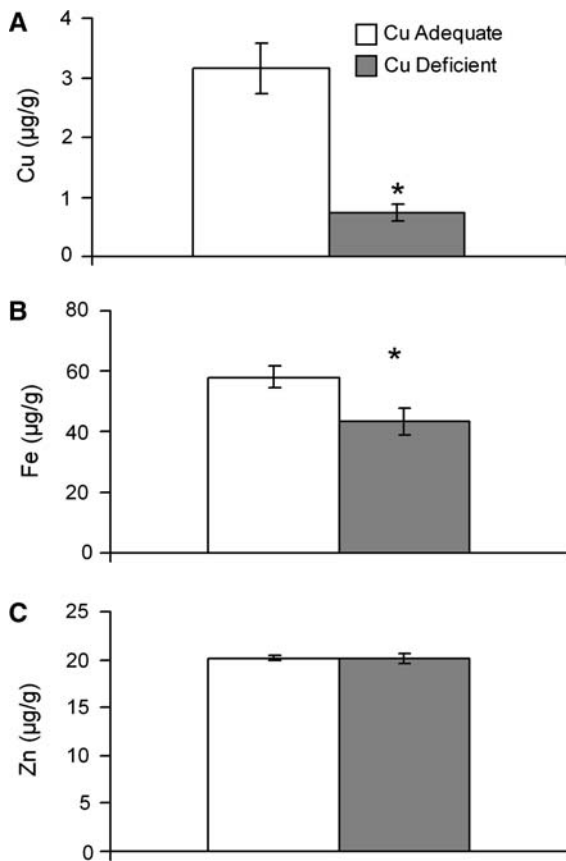 A
Cu (µg/g)
4
3
2
1
0
Cu Adequate
Cu Deficient
*
B
Fe (µg/g)
80
60
40
20
0
*
C
Zn (µg/g)
25
20
15
10
5
0